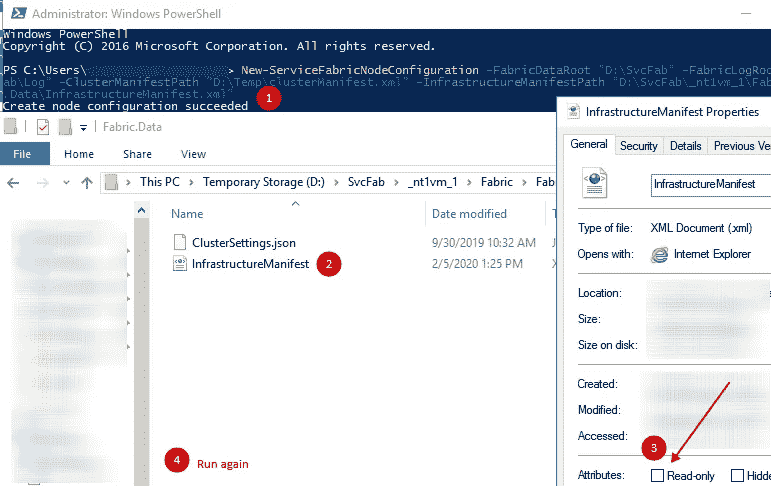 Administrator: Windows PowerShell
Windows PowerShell
Copyright (C) 2016 Microsoft Corporation. All rights reserved.
PS C:\Users\ > New-ServiceFabricNodeConfiguration -FabricDataRoot "D:\SvcFab" -FabricLogRoo
ab\Log" -ClusterManifestPath "D:\Temp\clusterManifest.xml" -InfrastructureManifestPath "D:\SvcFab\_nt1vm_1\Fab
.Data\InfrastructureManifest.xml"
Create node configuration succeeded
1
Fabric.Data
File Home Share View
This PC > Temporary Storage (D:) > SvcFab > _nt1vm_1 > Fabric > Fab
Name Date modified T
ClusterSettings.json 9/30/2019 10:32 AM J
InfrastructureManifest 2 2/5/2020 1:25 PM X
4 Run again
InfrastructureManifest Properties
General Security Details Previous Ve
InfrastructureManifest
Type of file: XML Document (.xml)
Opens with: Internet Explorer
Location:
Size:
Size on disk:
Created:
Modified:
Accessed:
3
Attributes: Read-only Hidde